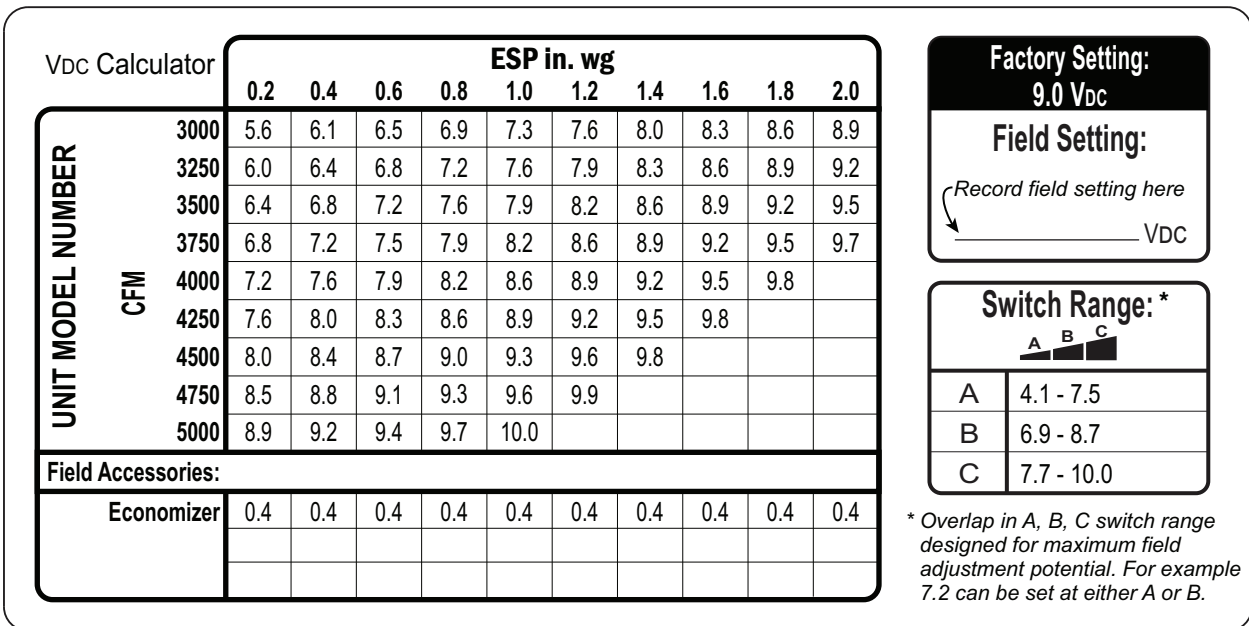 VDC Calculator
ESP in. wg
0.2 0.4 0.6 0.8 1.0 1.2 1.4 1.6 1.8 2.0
UNIT MODEL NUMBER
CFM
3000 5.6 6.1 6.5 6.9 7.3 7.6 8.0 8.3 8.6 8.9
3250 6.0 6.4 6.8 7.2 7.6 7.9 8.3 8.6 8.9 9.2
3500 6.4 6.8 7.2 7.6 7.9 8.2 8.6 8.9 9.2 9.5
3750 6.8 7.2 7.5 7.9 8.2 8.6 8.9 9.2 9.5 9.7
4000 7.2 7.6 7.9 8.2 8.6 8.9 9.2 9.5 9.8
4250 7.6 8.0 8.3 8.6 8.9 9.2 9.5 9.8
4500 8.0 8.4 8.7 9.0 9.3 9.6 9.8
4750 8.5 8.8 9.1 9.3 9.6 9.9
5000 8.9 9.2 9.4 9.7 10.0
Field Accessories:
Economizer 0.4 0.4 0.4 0.4 0.4 0.4 0.4 0.4 0.4 0.4
Factory Setting:
9.0 VDC
Field Setting:
Record field setting here
VDC
Switch Range: *
A B C
A 4.1 - 7.5
B 6.9 - 8.7
C 7.7 - 10.0
* Overlap in A, B, C switch range
designed for maximum field
adjustment potential. For example
7.2 can be set at either A or B.